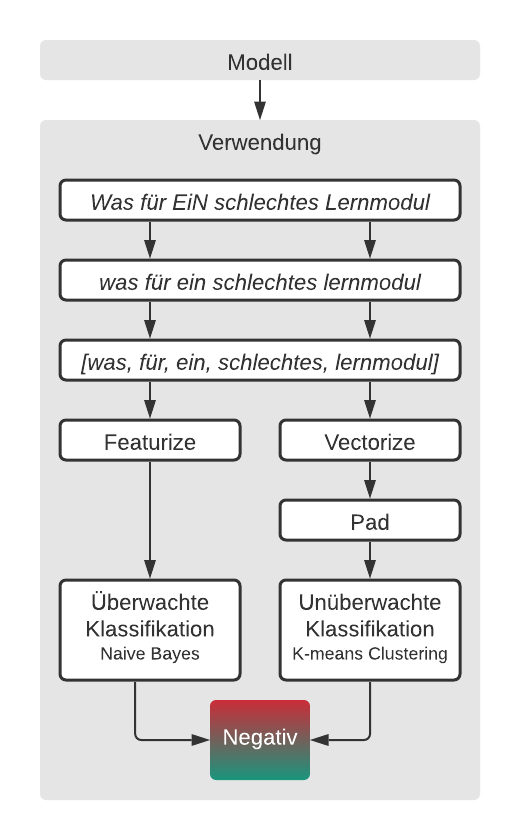 Modell
Verwendung
Was für EiN schlechtes Lernmodul
was für ein schlechtes lernmodul
[was, für, ein, schlechtes, lernmodul]
Featurize
Vectorize
Pad
Überwachte
Klassifikation
Naive Bayes
Unüberwachte
Klassifikation
K-means Clustering
Negativ